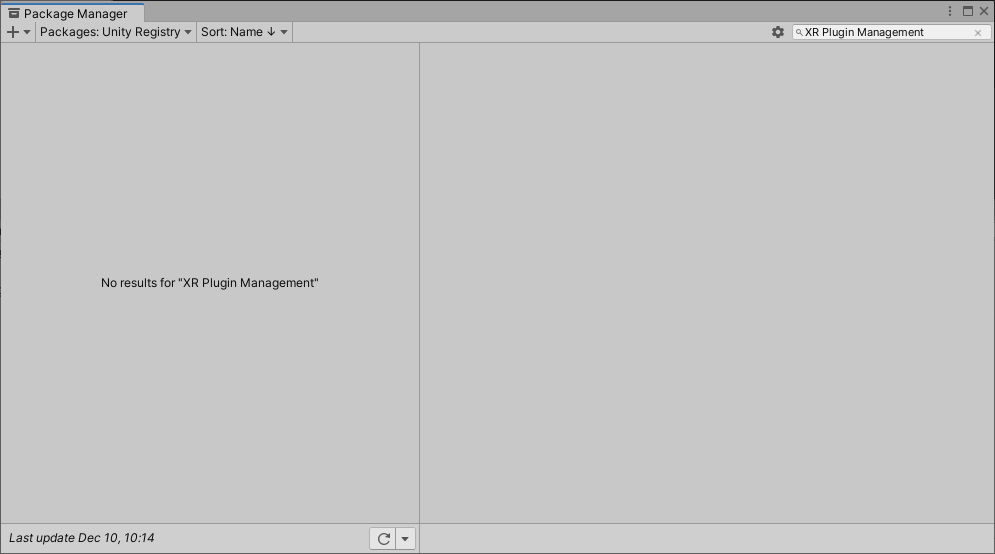 Package Manager
Packages: Unity Registry
Sort: Name ↓
XR Plugin Management
No results for "XR Plugin Management"
Last update Dec 10, 10:14